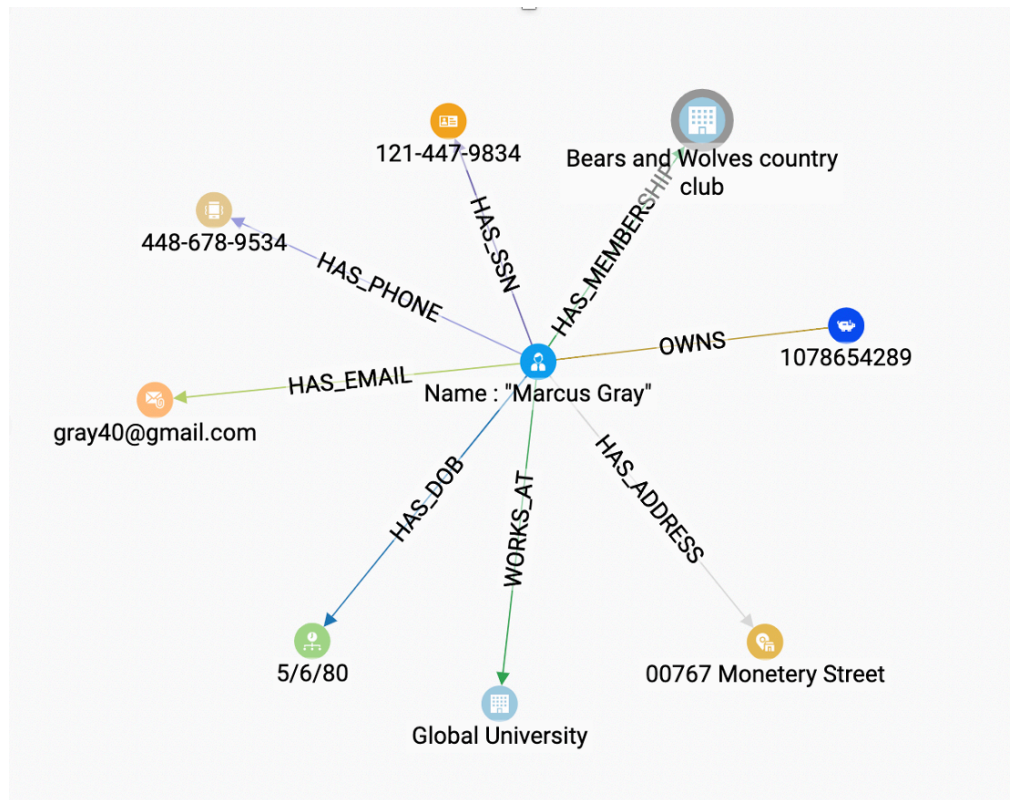 121-447-9834
Bears and Wolves country
club
448-678-9534
HAS_SSN
HAS_MEMBERSHIP
HAS_PHONE
OWNS
1078654289
HAS_EMAIL
Name : "Marcus Gray"
gray40@gmail.com
HAS_DOB
WORKS_AT
HAS_ADDRESS
5/6/80
00767 Monetery Street
Global University